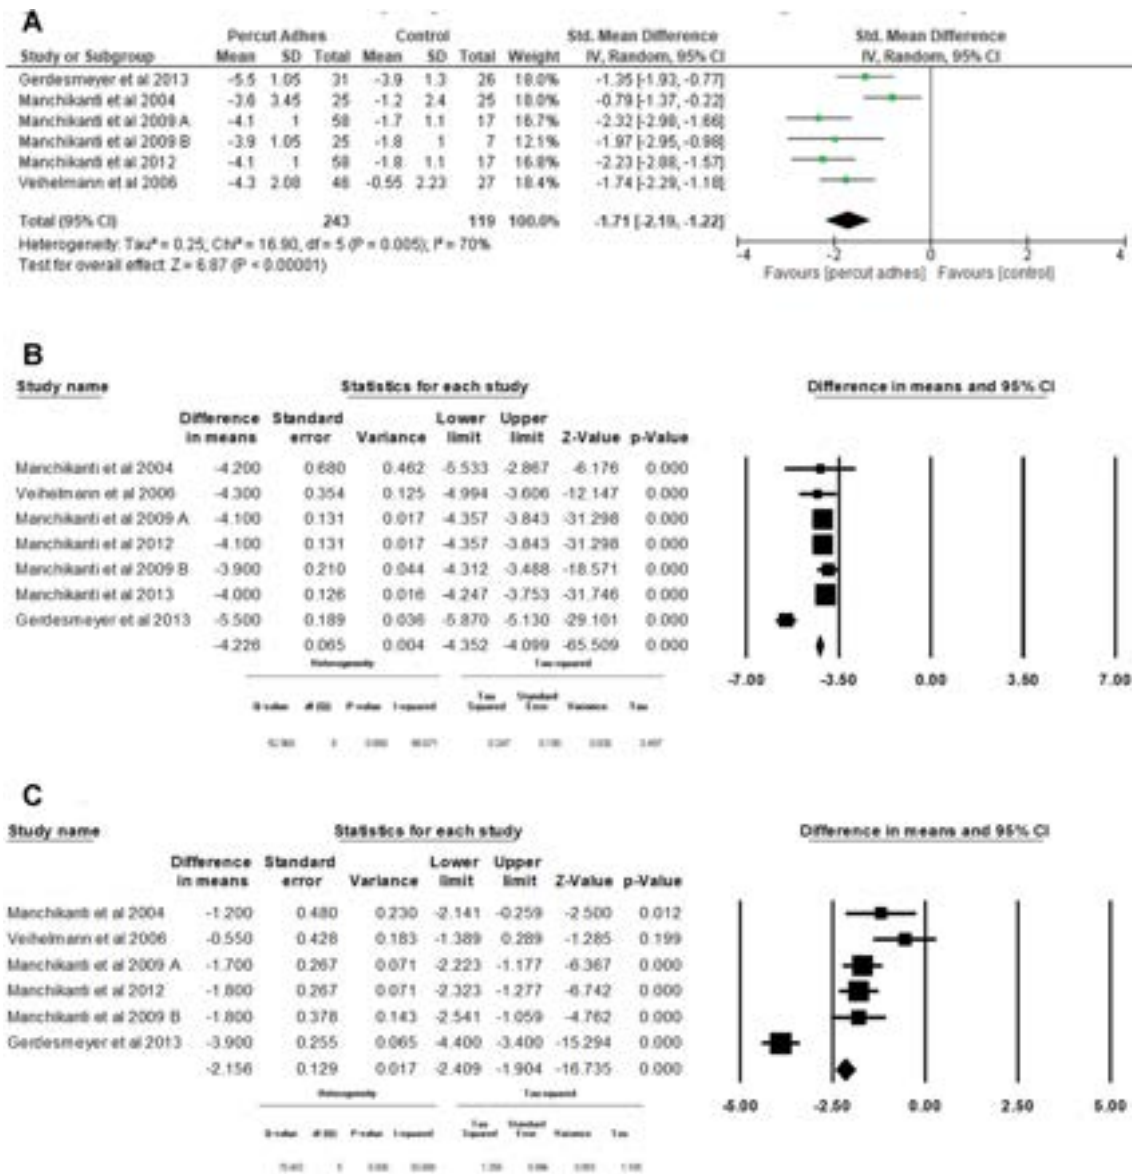 A
Percut Adhes Control Std. Mean Difference Std. Mean Difference
Study or Subgroup Mean SD Total Mean SD Total Weight IV, Random, 95% CI IV, Random, 95% CI
Gerdesmeyer et al 2013 -5.5 1.05 31 -3.9 1.3 26 18.0% -1.35 [-1.93, -0.77]
Manchikanti et al 2004 -3.6 3.45 25 -1.2 2.4 25 18.0% -0.79 [-1.37, -0.22]
Manchikanti et al 2009 A -4.1 1 58 -1.7 1.1 17 16.7% -2.32 [-2.98, -1.66]
Manchikanti et al 2009 B -3.9 1.05 25 -1.8 1 7 12.1% -1.97 [-2.95, -0.98]
Manchikanti et al 2012 -4.1 1 58 -1.8 1.1 17 16.8% -2.23 [-2.88, -1.57]
Veihelmann et al 2006 -4.3 2.08 46 -0.55 2.23 27 18.4% -1.74 [-2.29, -1.18]
Total (95% CI) 243 119 100.0% -1.71 [-2.19, -1.22]
Heterogeneity: Tau² = 0.25, Chi² = 16.90, df = 5 (P = 0.005); I² = 70%
Test for overall effect: Z = 6.87 (P < 0.00001)
-4 -2 0 2 4
Favours [percut adhes] Favours [control]
B
Study name Statistics for each study Difference in means and 95% CI
Difference in means Standard error Variance Lower limit Upper limit Z-Value p-Value
Manchikanti et al 2004 -4.200 0.680 0.462 -5.533 -2.867 -6.176 0.000
Veihelmann et al 2006 -4.300 0.354 0.125 -4.994 -3.606 -12.147 0.000
Manchikanti et al 2009 A -4.100 0.131 0.017 -4.357 -3.843 -31.298 0.000
Manchikanti et al 2012 -4.100 0.131 0.017 -4.357 -3.843 -31.298 0.000
Manchikanti et al 2009 B -3.900 0.210 0.044 -4.312 -3.488 -18.571 0.000
Manchikanti et al 2013 -4.000 0.126 0.016 -4.247 -3.753 -31.746 0.000
Gerdesmeyer et al 2013 -5.500 0.189 0.036 -5.870 -5.130 -29.101 0.000
-4.226 0.065 0.004 -4.352 -4.099 -65.509 0.000
-7.00 -3.50 0.00 3.50 7.00
Heterogeneity Tau-squared
Q-value df (Q) P-value I-squared Tau Squared Standard Error Variance Tau
C
Study name Statistics for each study Difference in means and 95% CI
Difference in means Standard error Variance Lower limit Upper limit Z-Value p-Value
Manchikanti et al 2004 -1.200 0.480 0.230 -2.141 -0.259 -2.500 0.012
Veihelmann et al 2006 -0.550 0.428 0.183 -1.389 0.289 -1.285 0.199
Manchikanti et al 2009 A -1.700 0.267 0.071 -2.223 -1.177 -6.367 0.000
Manchikanti et al 2012 -1.800 0.267 0.071 -2.323 -1.277 -6.742 0.000
Manchikanti et al 2009 B -1.800 0.378 0.143 -2.541 -1.059 -4.762 0.000
Gerdesmeyer et al 2013 -3.900 0.255 0.065 -4.400 -3.400 -15.294 0.000
-2.156 0.129 0.017 -2.409 -1.904 -16.735 0.000
-5.00 -2.50 0.00 2.50 5.00
Heterogeneity Tau-squared
Q-value df (Q) P-value I-squared Tau Squared Standard Error Variance Tau